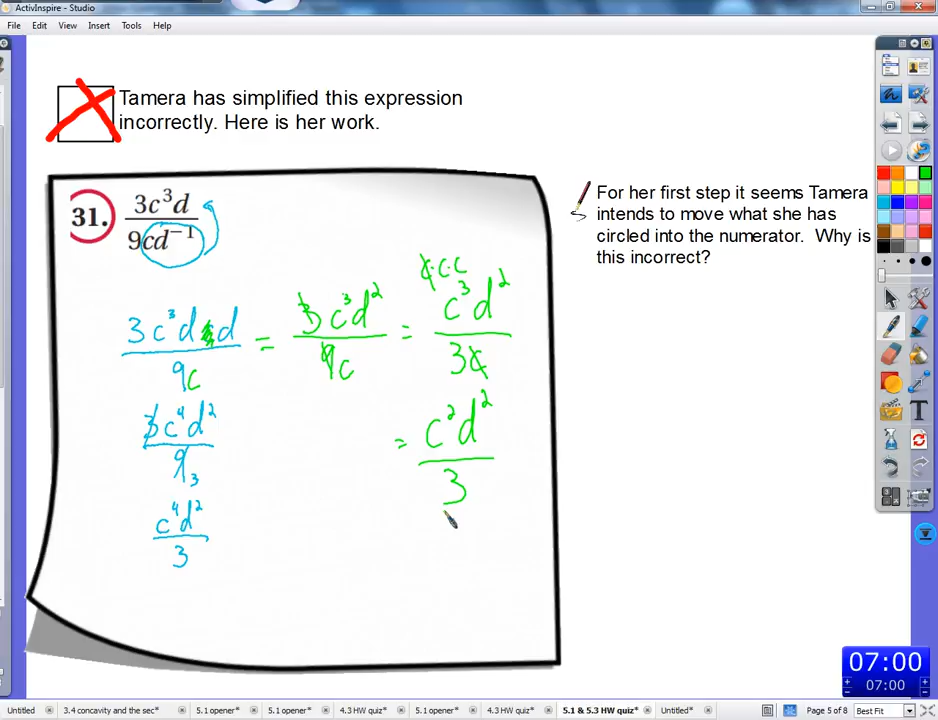 ActivInspire - Studio
File Edit View Insert Tools Help
Tamera has simplified this expression
incorrectly. Here is her work.
For her first step it seems Tamera
intends to move what she has
circled into the numerator. Why is
this incorrect?
31. 3c³d / 9cd⁻¹
3c³d d / 9c = 3c³d² / 9c = c³d² / 3c
c·c·c
3c⁴d² / 9 3
= c²d² / 3
c⁴d² / 3
T
07:00
07:00
Untitled 3.4 concavity and the sec* 5.1 opener* 5.1 opener* 4.3 HW quiz* 5.1 opener* 4.3 HW quiz* 5.1 & 5.3 HW quiz* Untitled* Page 5 of 8 Best Fit